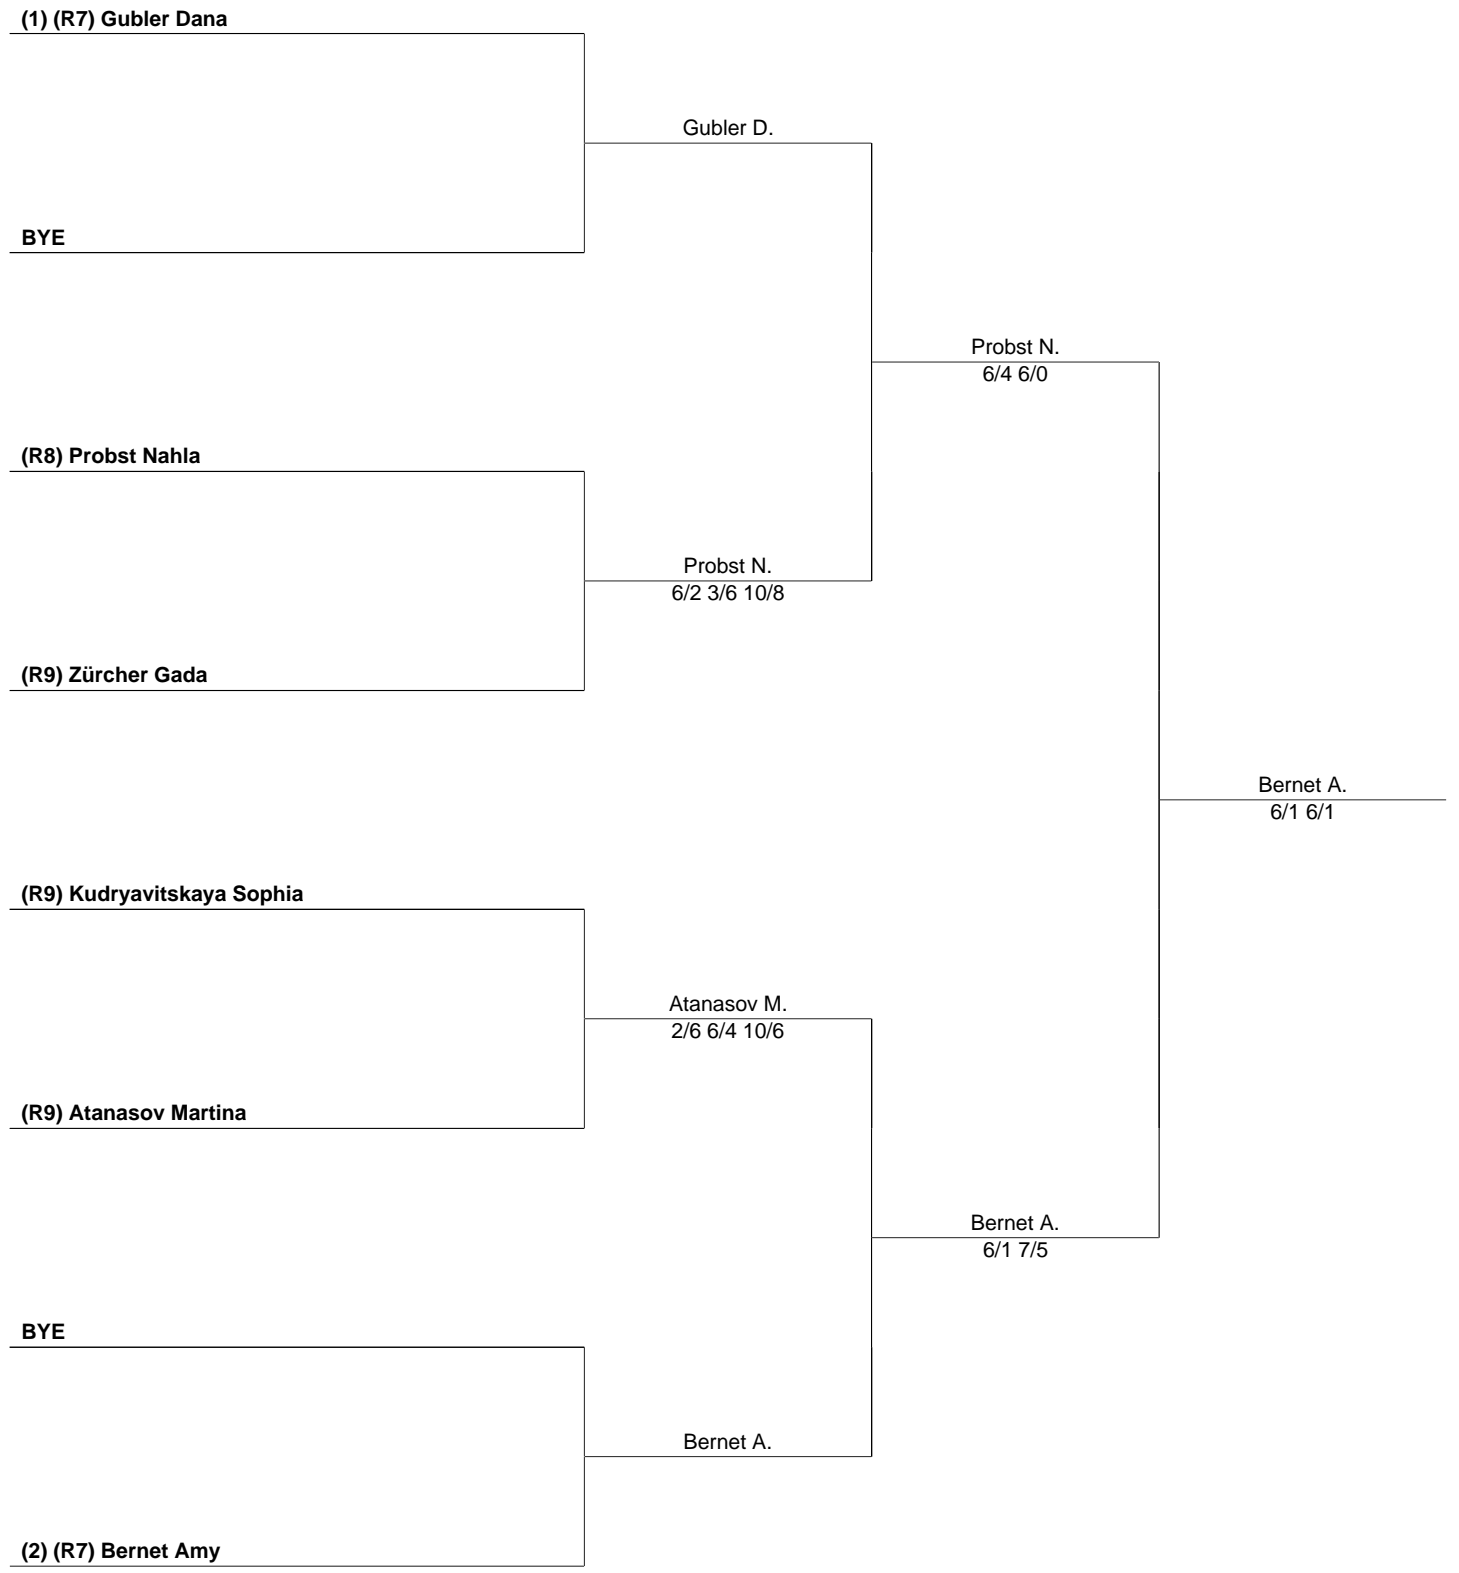 (1) (R7) Gubler Dana
Gubler D.
BYE
Probst N.
6/4 6/0
(R8) Probst Nahla
Probst N.
6/2 3/6 10/8
(R9) Zürcher Gada
Bernet A.
6/1 6/1
(R9) Kudryavitskaya Sophia
Atanasov M.
2/6 6/4 10/6
(R9) Atanasov Martina
Bernet A.
6/1 7/5
BYE
Bernet A.
(2) (R7) Bernet Amy